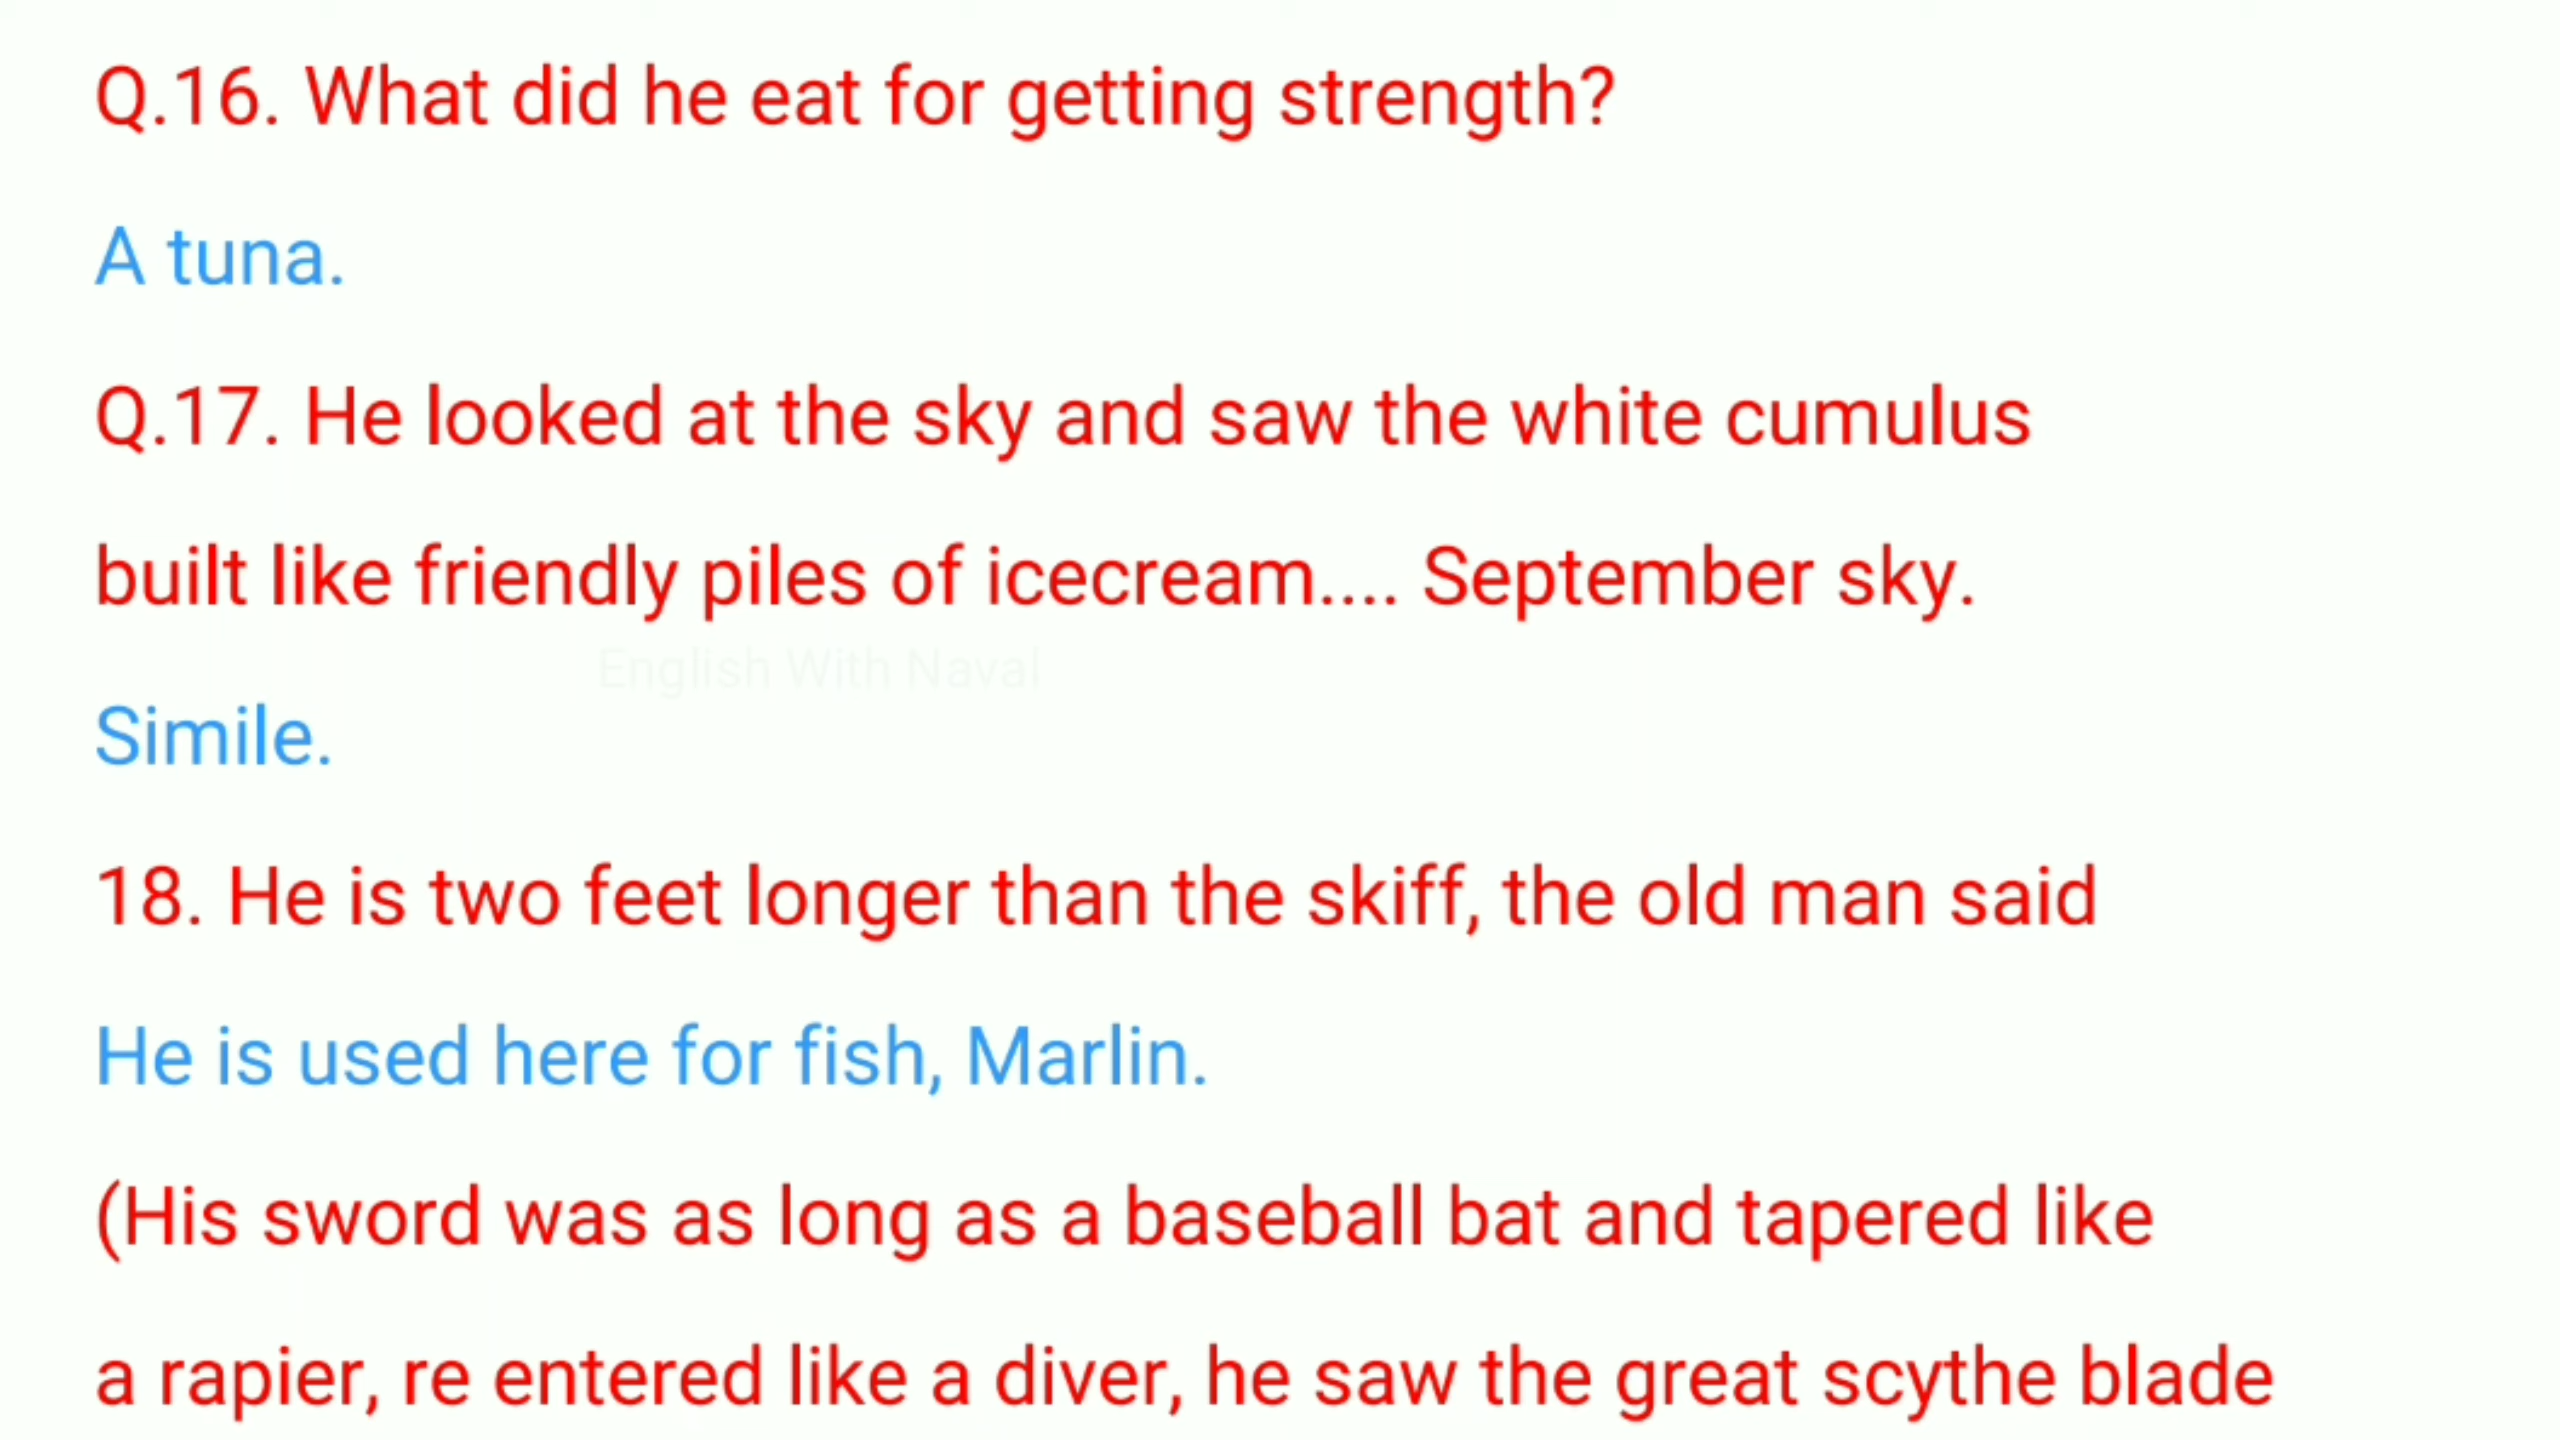 Q.16. What did he eat for getting strength?
A tuna.
Q.17. He looked at the sky and saw the white cumulus
built like friendly piles of icecream.... September sky.
English With Naval
Simile.
18. He is two feet longer than the skiff, the old man said
He is used here for fish, Marlin.
(His sword was as long as a baseball bat and tapered like
a rapier, re entered like a diver, he saw the great scythe blade